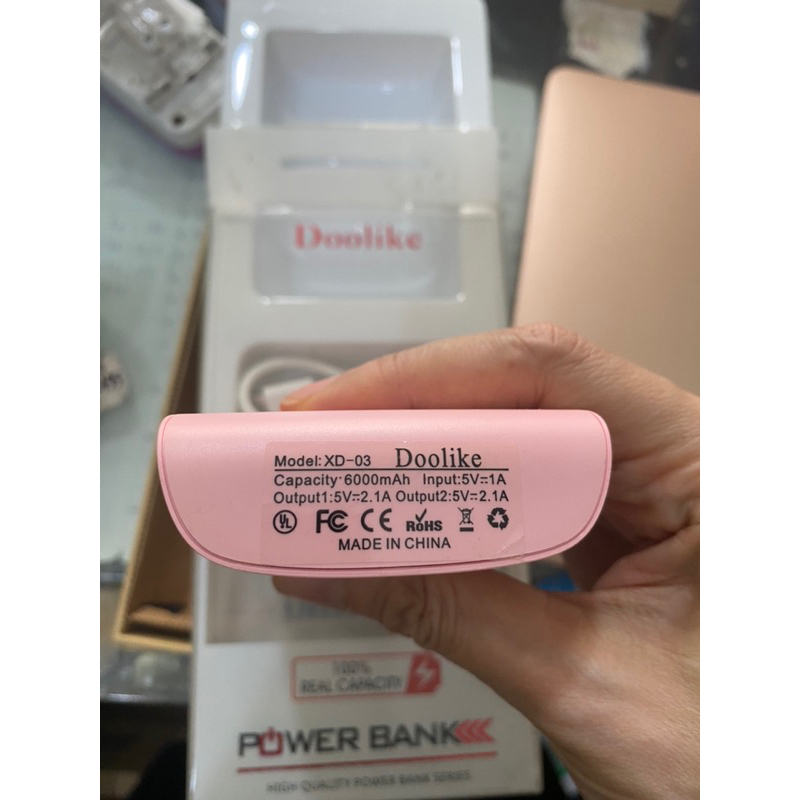 Doolike
Model: XD-03 Doolike
Capacity: 6000mAh Input:5V⎓1A
Output1:5V⎓2.1A Output2:5V⎓2.1A
UL FC CE RoHS
MADE IN CHINA
100%
REAL CAPACITY
POWER BANK
HIGH QUALITY POWER BANK SERIES